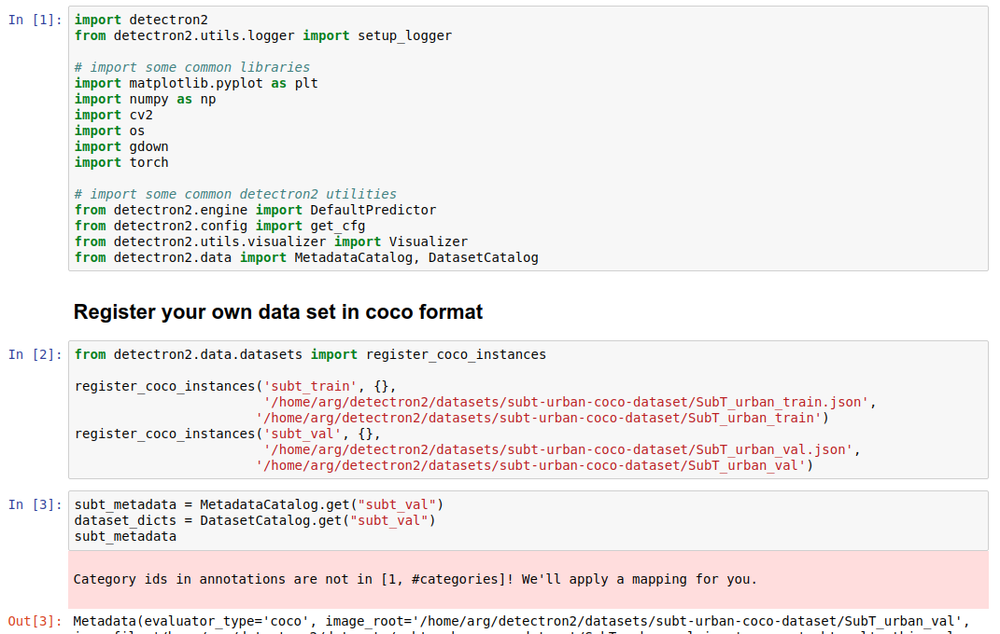 In [1]:
import detectron2
from detectron2.utils.logger import setup_logger
# import some common libraries
import matplotlib.pyplot as plt
import numpy as np
import cv2
import os
import gdown
import torch
# import some common detectron2 utilities
from detectron2.engine import DefaultPredictor
from detectron2.config import get_cfg
from detectron2.utils.visualizer import Visualizer
from detectron2.data import MetadataCatalog, DatasetCatalog
Register your own data set in coco format
In [2]:
from detectron2.data.datasets import register_coco_instances
register_coco_instances('subt_train', {},
'/home/arg/detectron2/datasets/subt-urban-coco-dataset/SubT_urban_train.json',
'/home/arg/detectron2/datasets/subt-urban-coco-dataset/SubT_urban_train')
register_coco_instances('subt_val', {},
'/home/arg/detectron2/datasets/subt-urban-coco-dataset/SubT_urban_val.json',
'/home/arg/detectron2/datasets/subt-urban-coco-dataset/SubT_urban_val')
In [3]:
subt_metadata = MetadataCatalog.get("subt_val")
dataset_dicts = DatasetCatalog.get("subt_val")
subt_metadata
Category ids in annotations are not in [1, #categories]! We'll apply a mapping for you.
Out[3]:
Metadata(evaluator_type='coco', image_root='/home/arg/detectron2/datasets/subt-urban-coco-dataset/SubT_urban_val',